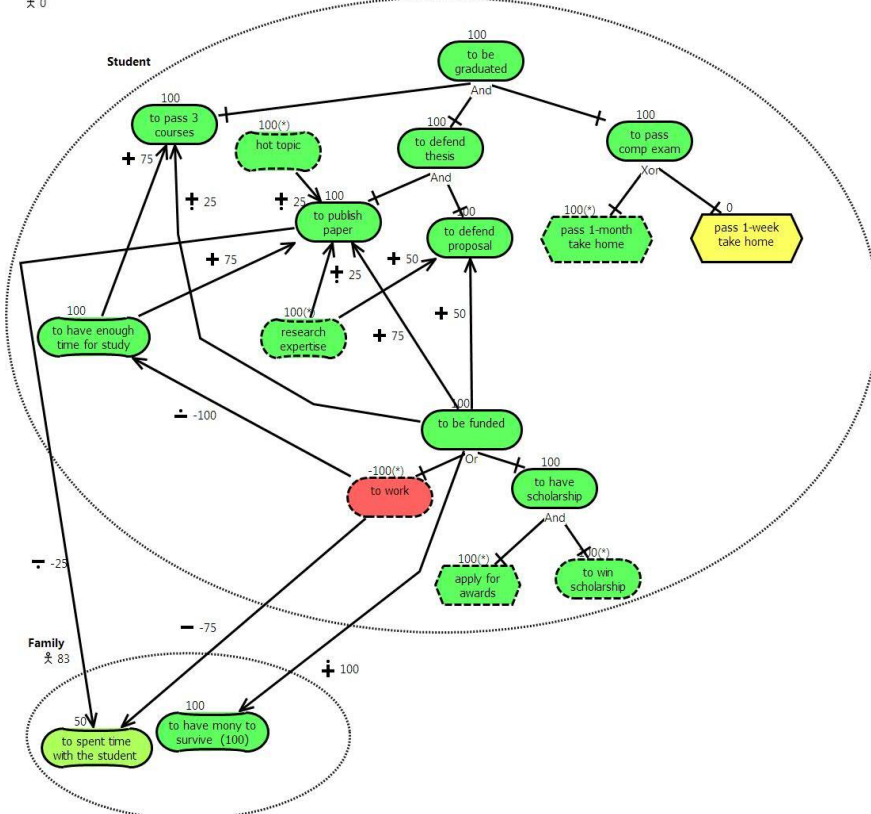 0
Student
100
to be
graduated
And
100
to pass 3
courses
100(*)
hot topic
100
to defend
thesis
And
100
to pass
comp exam
Xor
+ 75
+ 25
+ 25
100
to publish
paper
100
to defend
proposal
100(*)
pass 1-month
take home
0
pass 1-week
take home
+ 75
+ 25
+ 50
100
to have enough
time for study
100(*)
research
expertise
+ 75
+ 50
- -100
100
to be funded
Or
-100(*)
to work
100
to have
scholarship
And
100(*)
apply for
awards
100(*)
to win
scholarship
- -25
- -75
+ 100
Family
83
50
to spent time
with the student
100
to have mony to
survive (100)